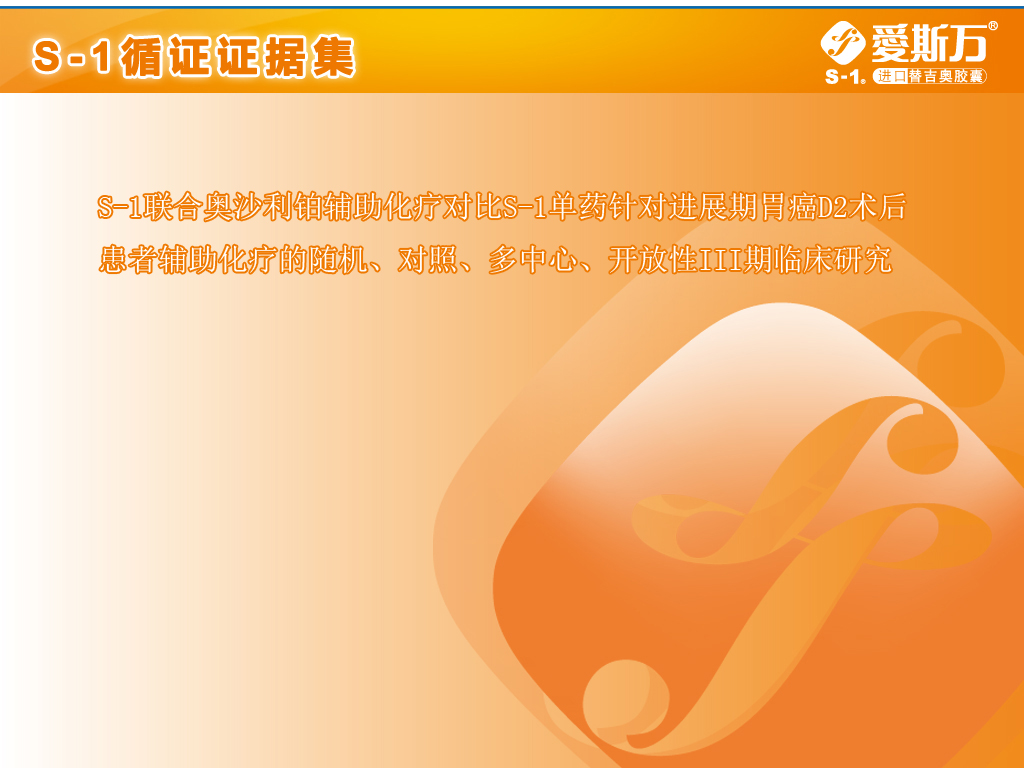 S-1循证证据集
愛斯万®
S-1® 进口替吉奥胶囊
S-1联合奥沙利铂辅助化疗对比S-1单药针对进展期胃癌D2术后
患者辅助化疗的随机、对照、多中心、开放性III期临床研究